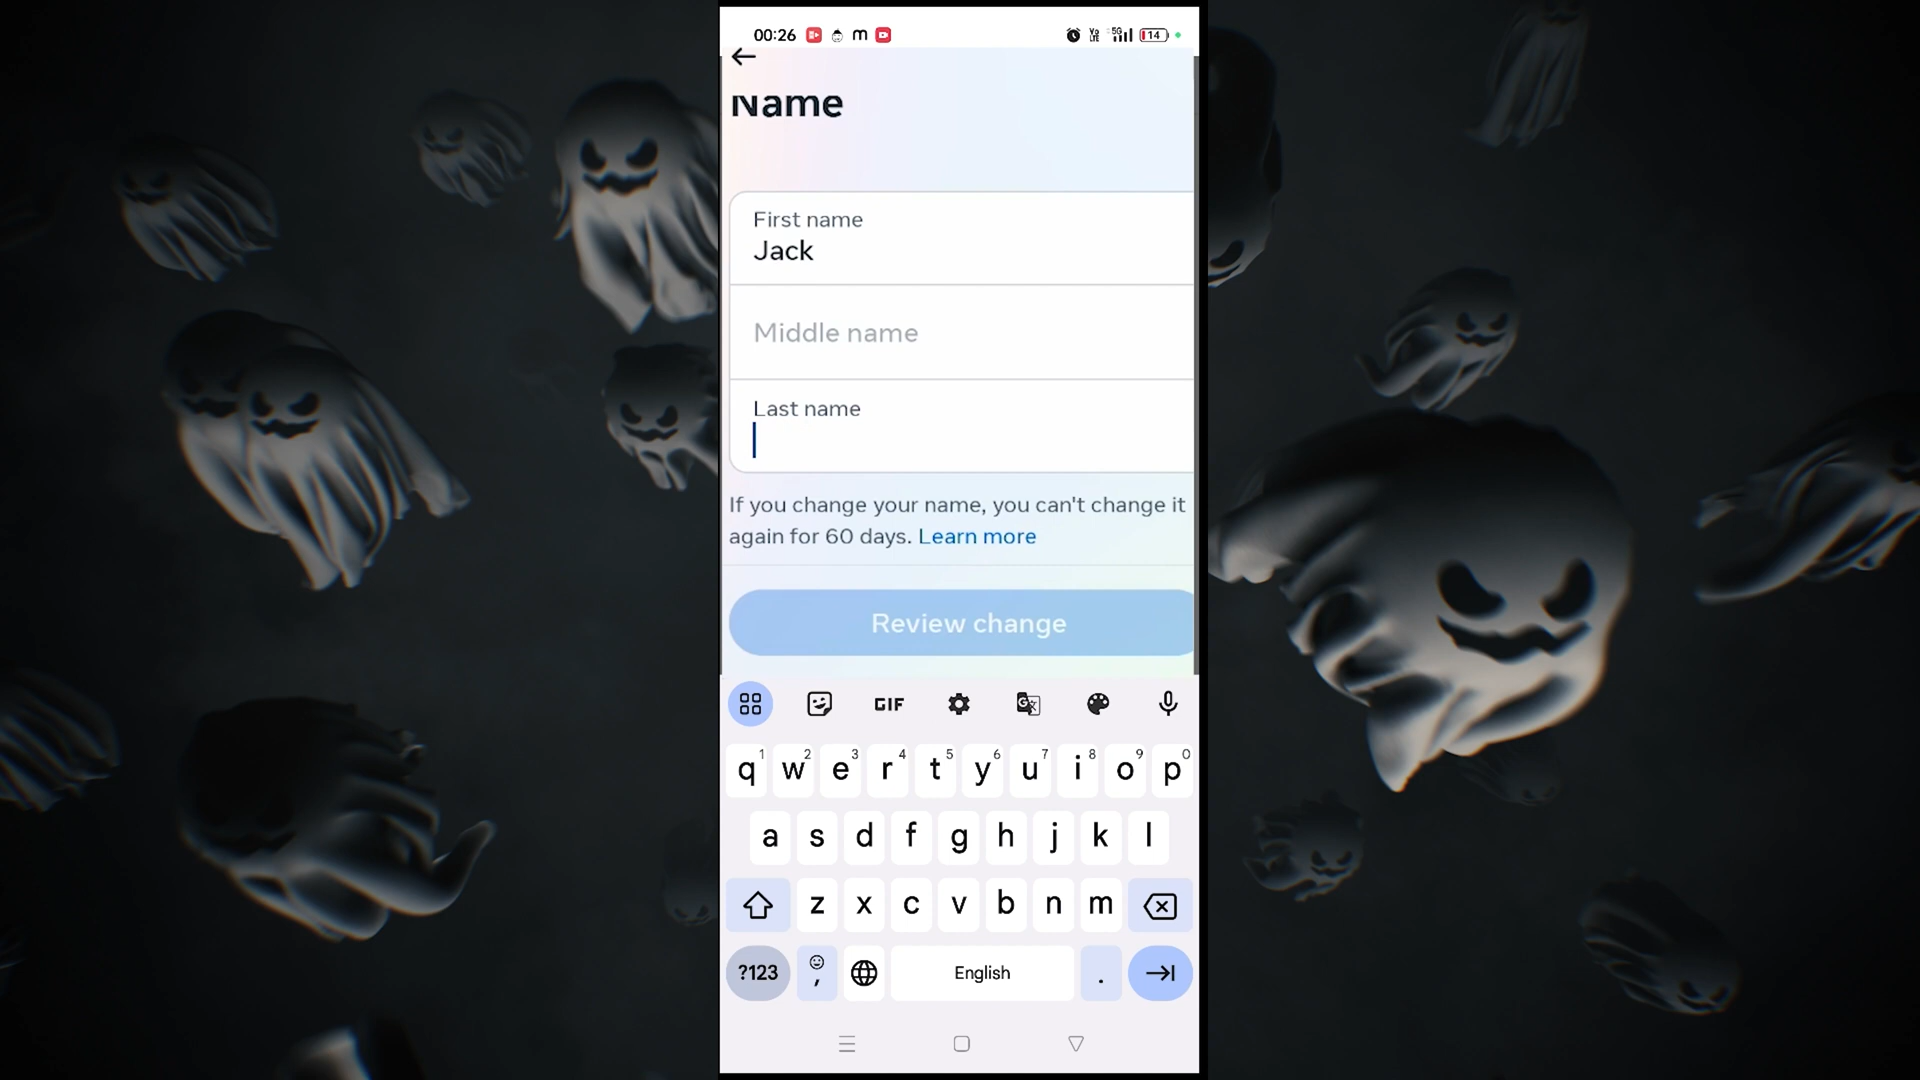 00:26 m 5G 14
Name
First name
Jack
Middle name
Last name
If you change your name, you can't change it
again for 60 days. Learn more
Review change
GIF
q1 w2 e3 r4 t5 y6 u7 i8 o9 p0
a s d f g h j k l
z x c v b n m
?123 , English .